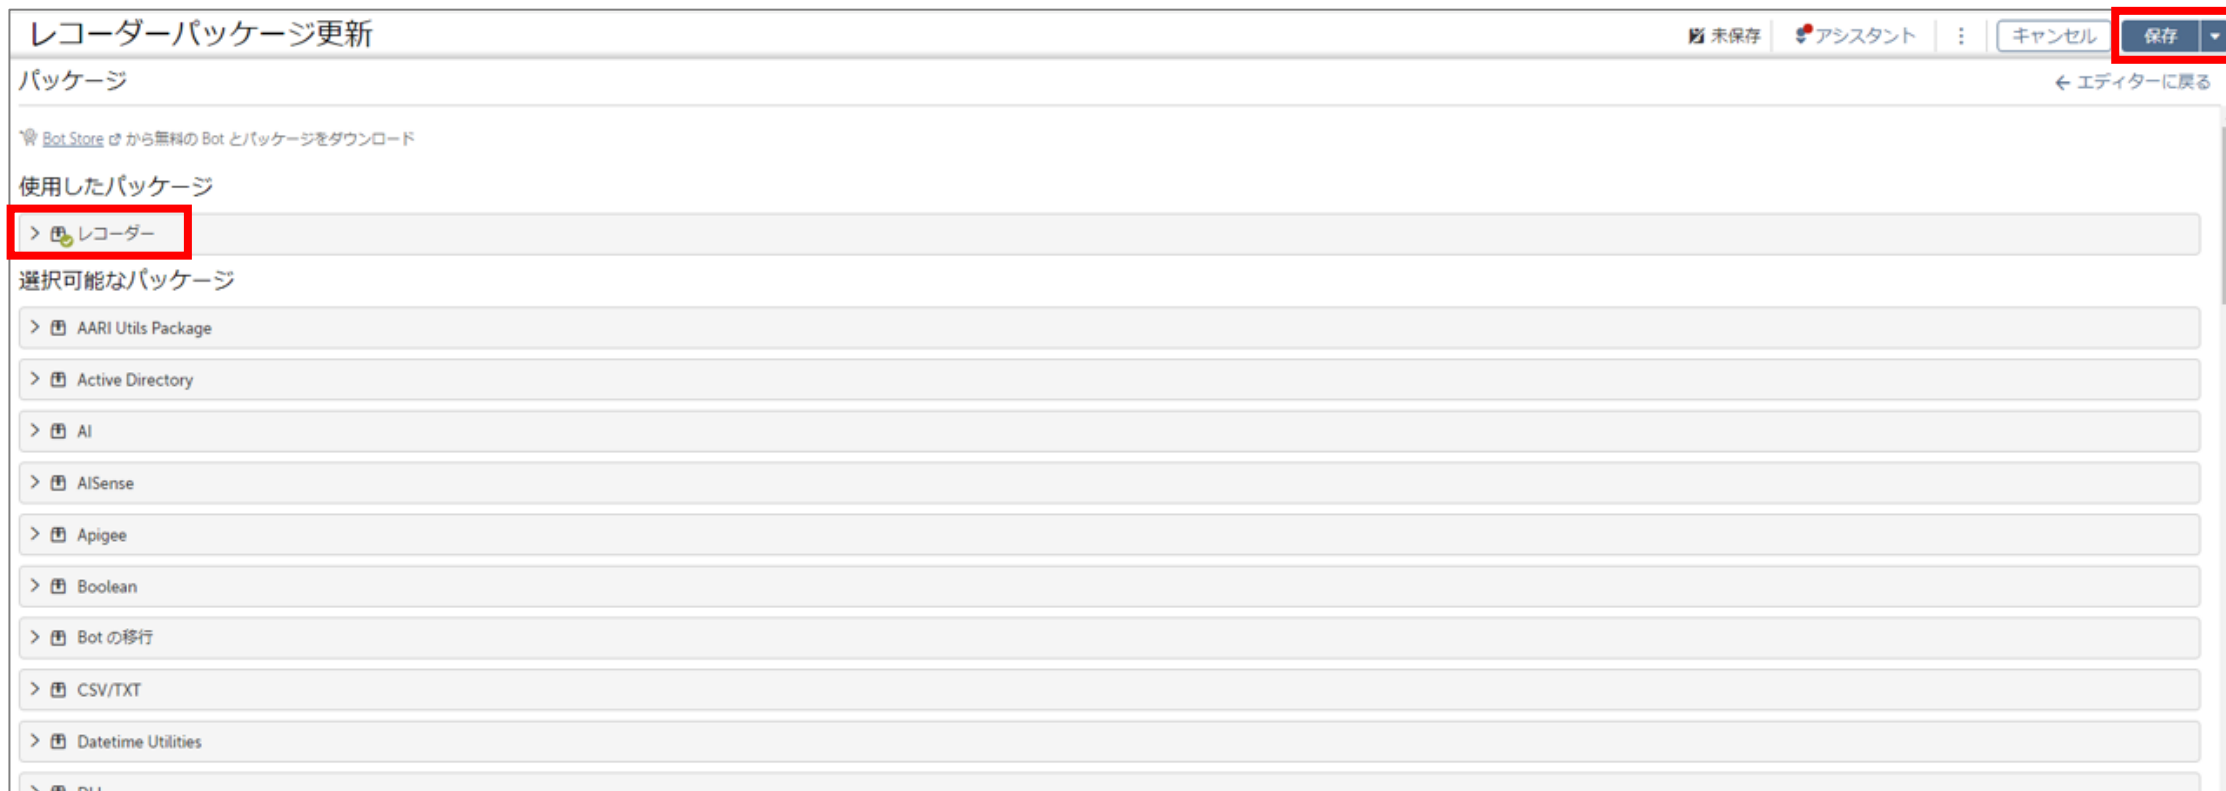 レコーダーパッケージ更新
未保存
アシスタント
キャンセル
保存
パッケージ
← エディターに戻る
Bot Store から無料の Bot とパッケージをダウンロード
使用したパッケージ
レコーダー
選択可能なパッケージ
AARI Utils Package
Active Directory
AI
AISense
Apigee
Boolean
Bot の移行
CSV/TXT
Datetime Utilities